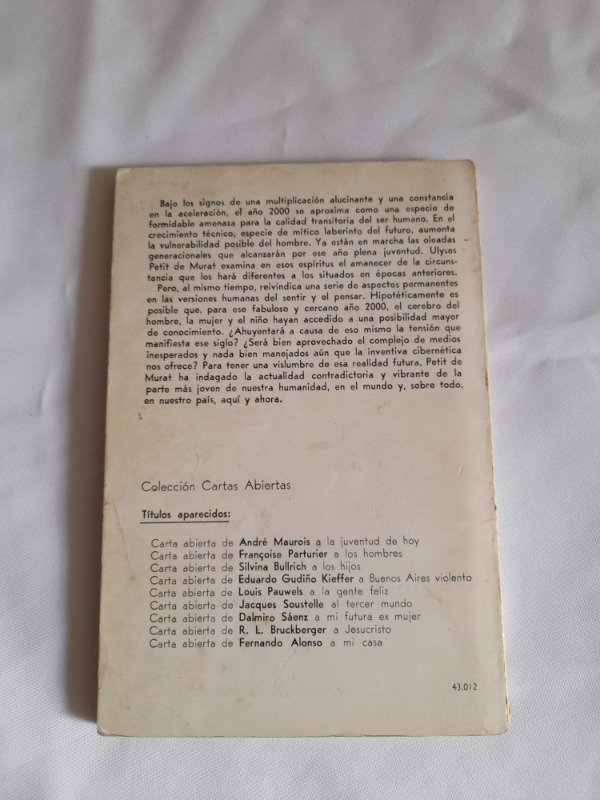 Bajo los signos de una multiplicación alucinante y una constancia
en la aceleración, el año 2000 se aproxima como una especie de
formidable amenaza para la calidad transitoria del ser humano. En el
crecimiento técnico, especie de mítico laberinto del futuro, aumenta
la vulnerabilidad posible del hombre. Ya están en marcha las oleadas
generacionales que alcanzarán por ese año plena juventud. Ulyses
Petit de Murat examina en esos espíritus el amanecer de la circuns-
tancia que los hará diferentes a los situados en épocas anteriores.
Pero, al mismo tiempo, reivindica una serie de aspectos permanentes
en las versiones humanas del sentir y el pensar. Hipotéticamente es
posible que, para ese fabuloso y cercano año 2000, el cerebro del
hombre, la mujer y el niño hayan accedido a una posibilidad mayor
de conocimiento. ¿Ahuyentará a causa de eso mismo la tensión que
manifiesta ese siglo? ¿Será bien aprovechado el complejo de medios
inesperados y nada bien manejados aún que la inventiva cibernética
nos ofrece? Para tener una vislumbre de esa realidad futura, Petit de
Murat ha indagado la actualidad contradictoria y vibrante de la
parte más joven de nuestra humanidad, en el mundo y, sobre todo,
en nuestro país, aquí y ahora.
Colección Cartas Abiertas
Títulos aparecidos:
Carta abierta de André Maurois a la juventud de hoy
Carta abierta de Françoise Parturier a los hombres
Carta abierta de Silvina Bullrich a los hijos
Carta abierta de Eduardo Gudiño Kieffer a Buenos Aires violento
Carta abierta de Louis Pauwels a la gente feliz
Carta abierta de Jacques Soustelle al tercer mundo
Carta abierta de Dalmiro Sáenz a mi futura ex mujer
Carta abierta de R. L. Bruckberger a Jesucristo
Carta abierta de Fernando Alonso a mi casa
43.012